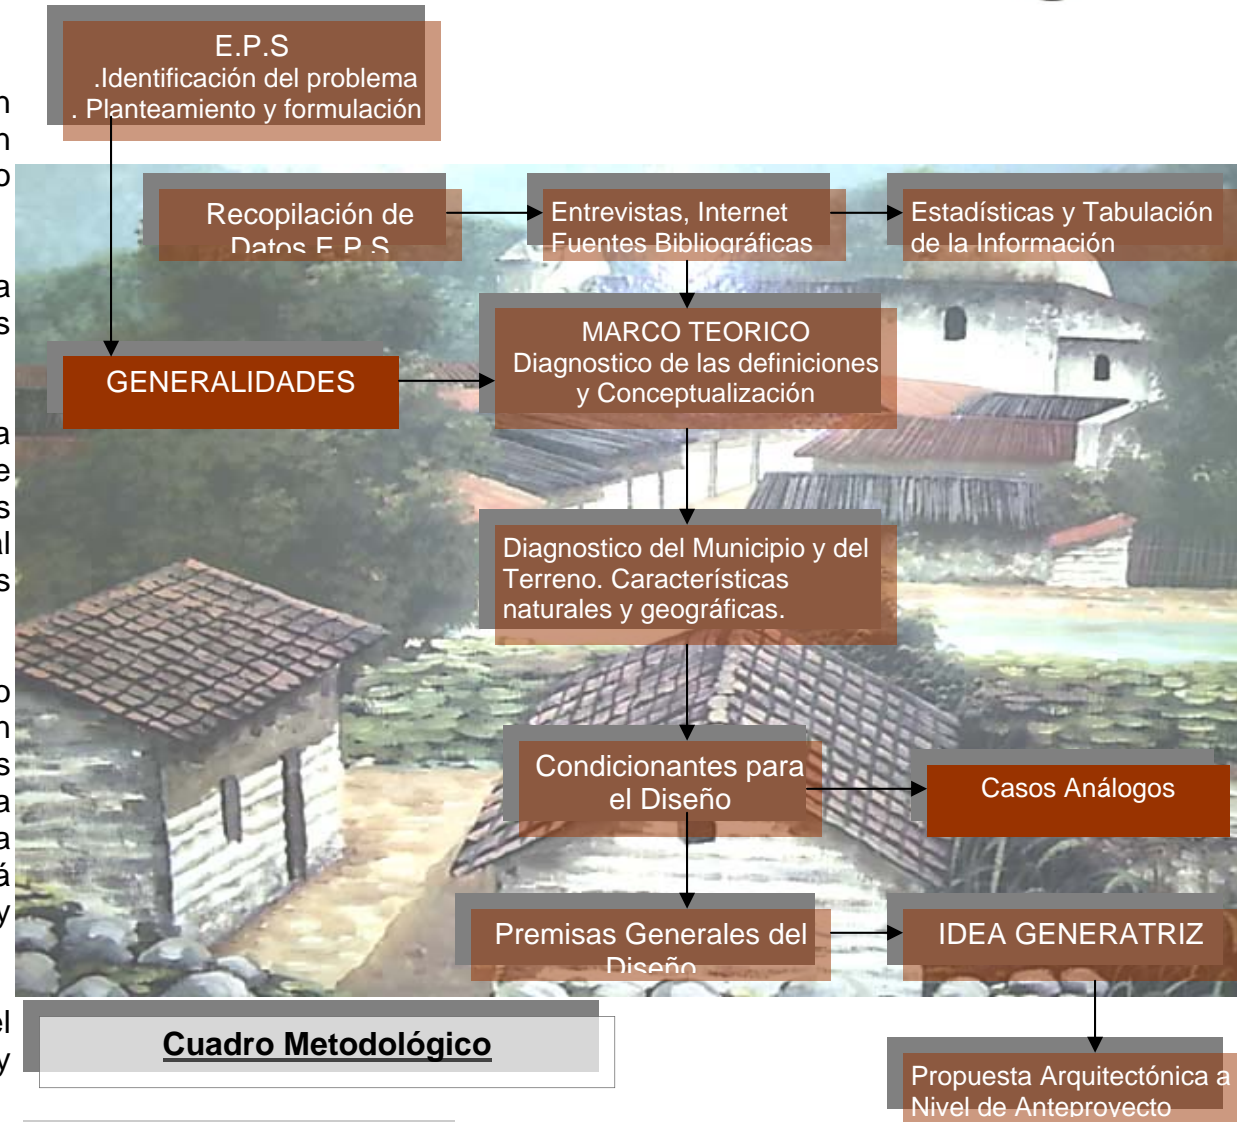 E.P.S
.Identificación del problema
. Planteamiento y formulación
n
n
o
Recopilación de
Datos E.P.S
Entrevistas, Internet
Fuentes Bibliográficas
Estadísticas y Tabulación
de la Información
a
s
GENERALIDADES
MARCO TEORICO
Diagnostico de las definiciones
y Conceptualización
a
e
s
al
s
Diagnostico del Municipio y del
Terreno. Características
naturales y geográficas.
o
n
s
a
a
á
y
Condicionantes para
el Diseño
Casos Análogos
Premisas Generales del
Diseño
IDEA GENERATRIZ
el
y
Cuadro Metodológico
Propuesta Arquitectónica a
Nivel de Anteproyecto